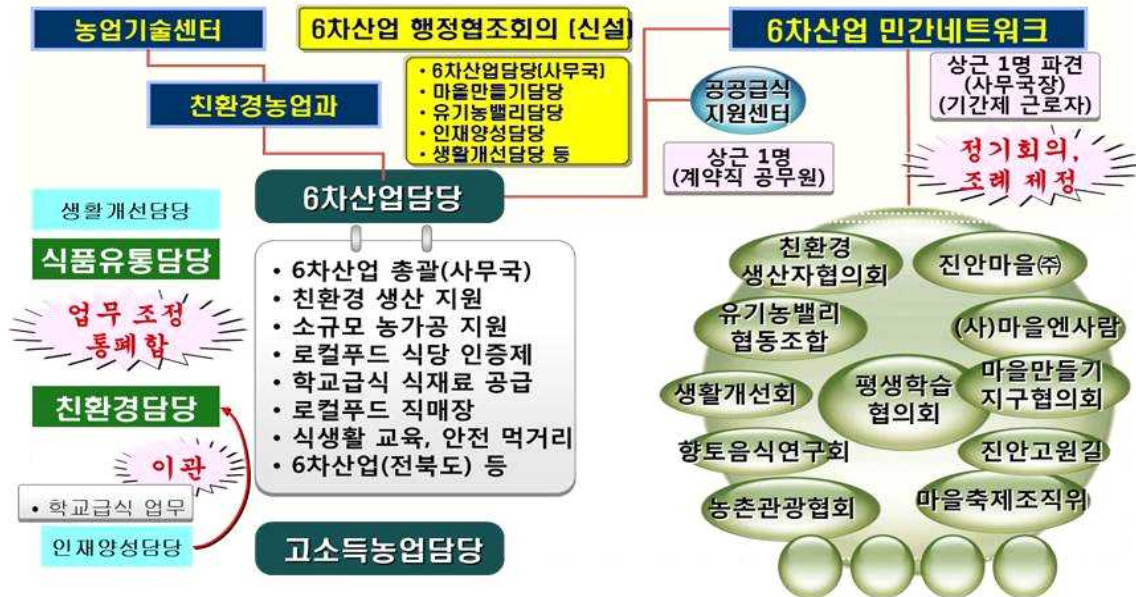 농업기술센터
친환경농업과
6차산업 행정협조회의 (신설)
• 6차산업담당(사무국)
• 마을만들기담당
• 유기농밸리담당
• 인재양성담당
• 생활개선담당 등
6차산업 민간네트워크
공공급식
지원센터
상근 1명 파견
(사무국장)
(기간제 근로자)
상근 1명
(계약직 공무원)
정기회의,
조례 제정
6차산업담당
생활개선담당
식품유통담당
업무 조정
통폐합
친환경담당
이관
• 학교급식 업무
인재양성담당
• 6차산업 총괄(사무국)
• 친환경 생산 지원
• 소규모 농가공 지원
• 로컬푸드 식당 인증제
• 학교급식 식재료 공급
• 로컬푸드 직매장
• 식생활 교육, 안전 먹거리
• 6차산업(전북도) 등
고소득농업담당
친환경
생산자협의회
진안마을㈜
유기농밸리
협동조합
(사)마을엔사람
생활개선회
평생학습
협의회
마을만들기
지구협의회
향토음식연구회
진안고원길
농촌관광협회
마을축제조직위